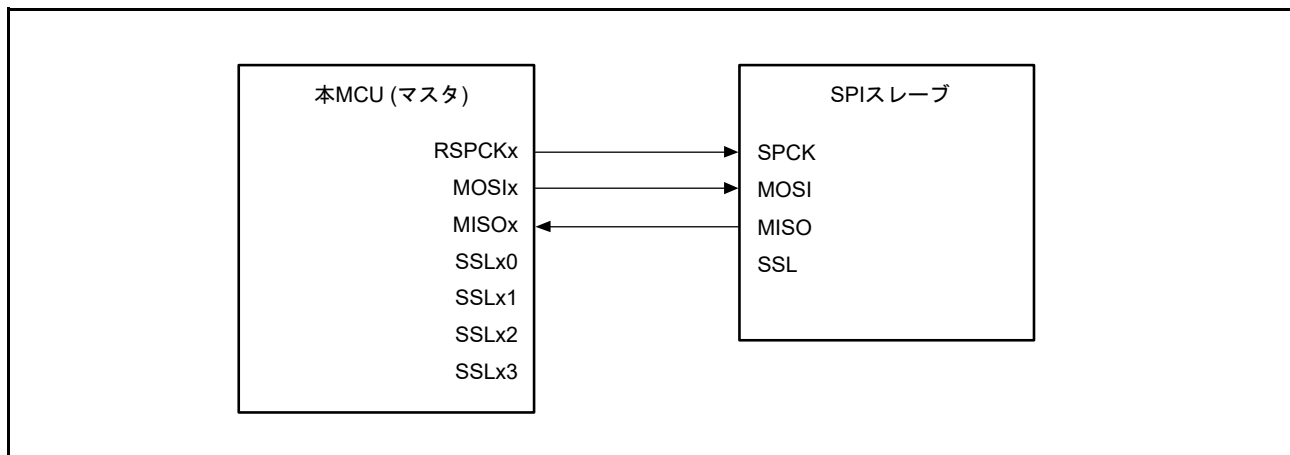 本MCU (マスタ)
RSPCKx
MOSIx
MISOx
SSLx0
SSLx1
SSLx2
SSLx3
SPIスレーブ
SPCK
MOSI
MISO
SSL